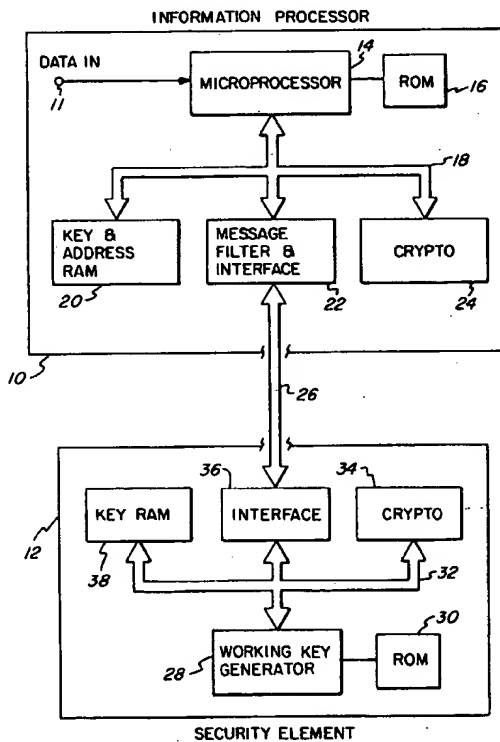 INFORMATION PROCESSOR
DATA IN
11
14
MICROPROCESSOR
ROM
16
18
KEY &
ADDRESS
RAM
20
MESSAGE
FILTER &
INTERFACE
22
CRYPTO
24
10
26
12
KEY RAM
38
36
INTERFACE
34
CRYPTO
32
28
WORKING KEY
GENERATOR
30
ROM
SECURITY ELEMENT